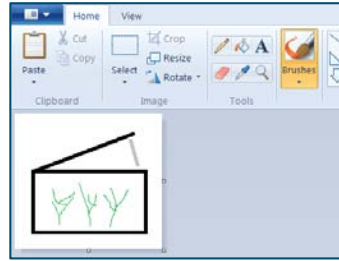 Home View
Paste
Cut
Copy
Clipboard
Select
Crop
Resize
Rotate
Image
A
Tools
Brushes